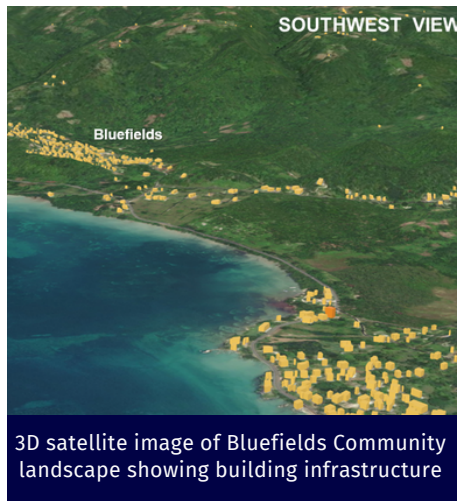 SOUTHWEST VIEW
Bluefields
3D satellite image of Bluefields Community
landscape showing building infrastructure